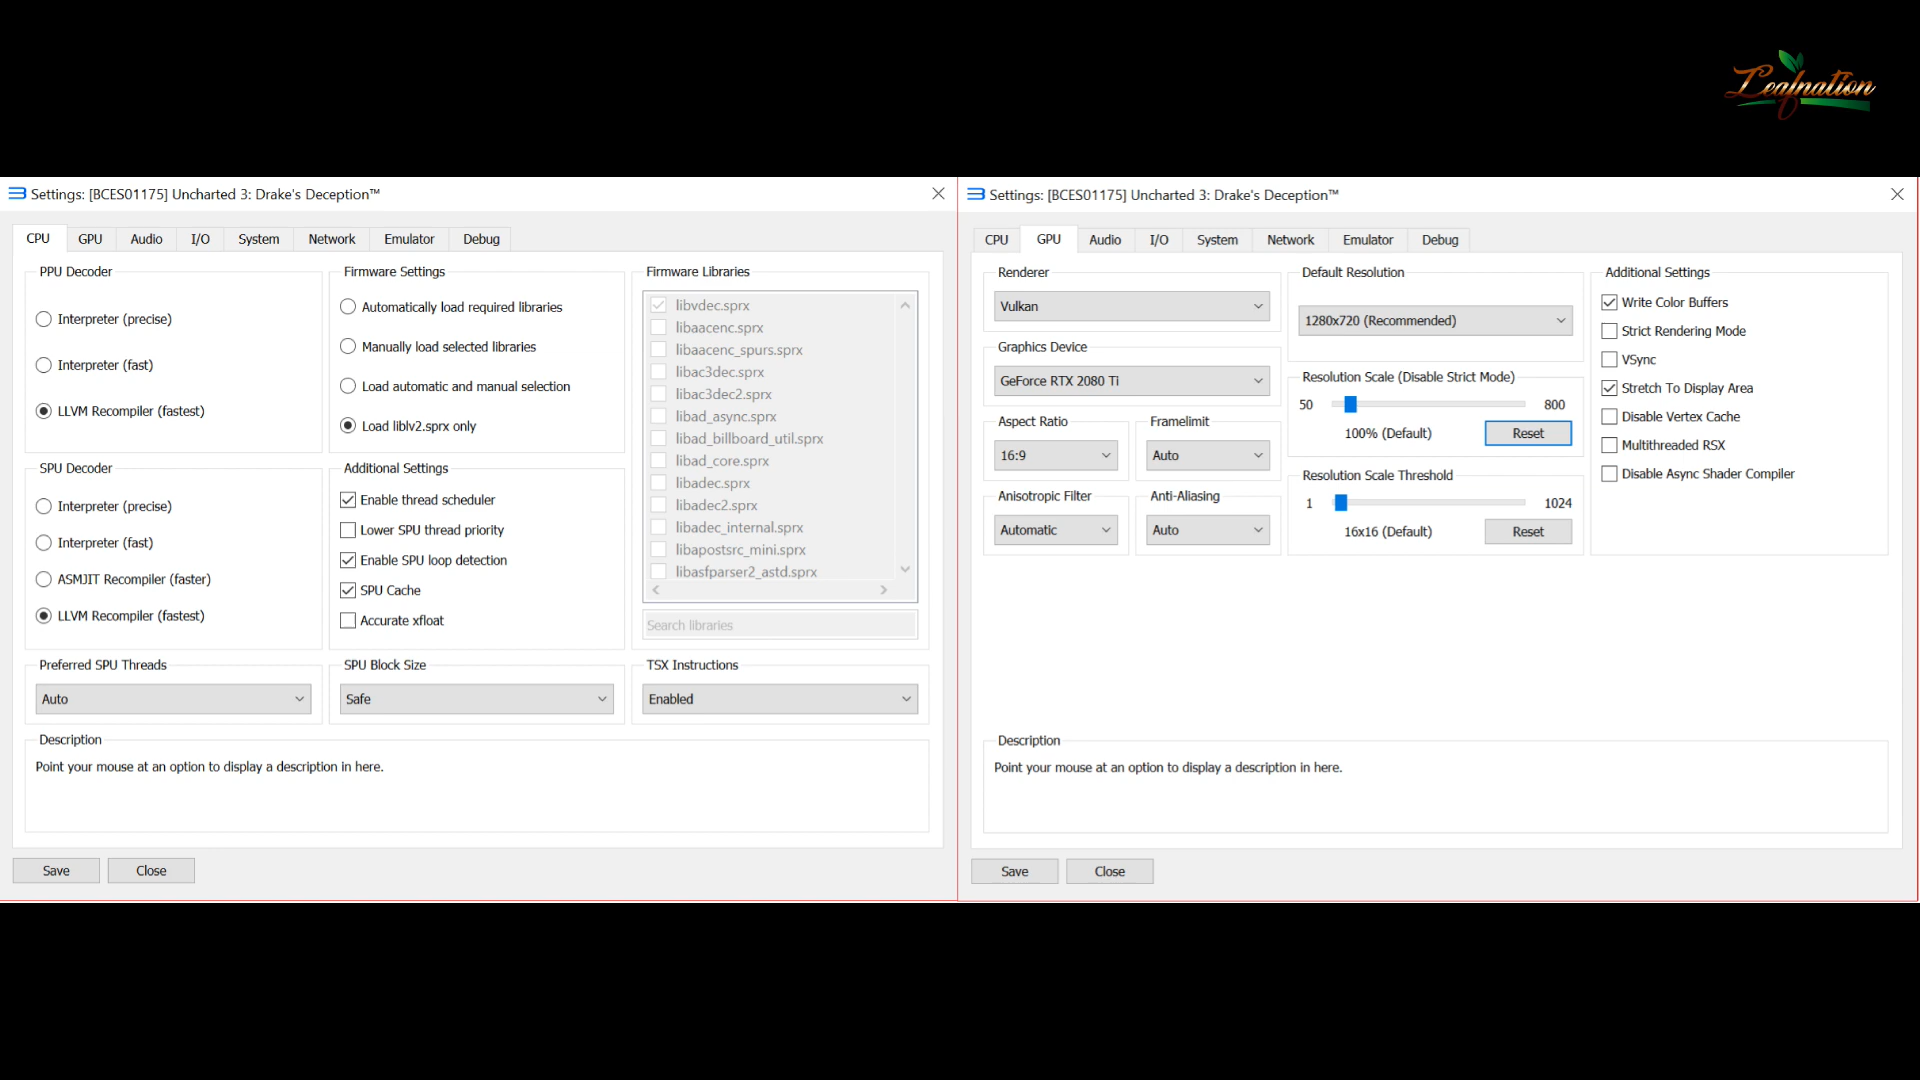 Leafnation
Settings: [BCES01175] Uncharted 3: Drake's Deception™
CPU GPU Audio I/O System Network Emulator Debug
PPU Decoder
Interpreter (precise)
Interpreter (fast)
LLVM Recompiler (fastest)
Firmware Settings
Automatically load required libraries
Manually load selected libraries
Load automatic and manual selection
Load liblv2.sprx only
Firmware Libraries
libvdec.sprx
libaacenc.sprx
libaacenc_spurs.sprx
libac3dec.sprx
libac3dec2.sprx
libad_async.sprx
libad_billboard_util.sprx
libad_core.sprx
libadec.sprx
libadec2.sprx
libadec_internal.sprx
libapostsrc_mini.sprx
libasfparser2_astd.sprx
Search libraries
SPU Decoder
Interpreter (precise)
Interpreter (fast)
ASMJIT Recompiler (faster)
LLVM Recompiler (fastest)
Additional Settings
Enable thread scheduler
Lower SPU thread priority
Enable SPU loop detection
SPU Cache
Accurate xfloat
Preferred SPU Threads
Auto
SPU Block Size
Safe
TSX Instructions
Enabled
Description
Point your mouse at an option to display a description in here.
Save Close
Settings: [BCES01175] Uncharted 3: Drake's Deception™
CPU GPU Audio I/O System Network Emulator Debug
Renderer
Vulkan
Graphics Device
GeForce RTX 2080 Ti
Aspect Ratio
16:9
Framelimit
Auto
Anisotropic Filter
Automatic
Anti-Aliasing
Auto
Default Resolution
1280x720 (Recommended)
Resolution Scale (Disable Strict Mode)
50 800
100% (Default) Reset
Resolution Scale Threshold
1 1024
16x16 (Default) Reset
Additional Settings
Write Color Buffers
Strict Rendering Mode
VSync
Stretch To Display Area
Disable Vertex Cache
Multithreaded RSX
Disable Async Shader Compiler
Description
Point your mouse at an option to display a description in here.
Save Close